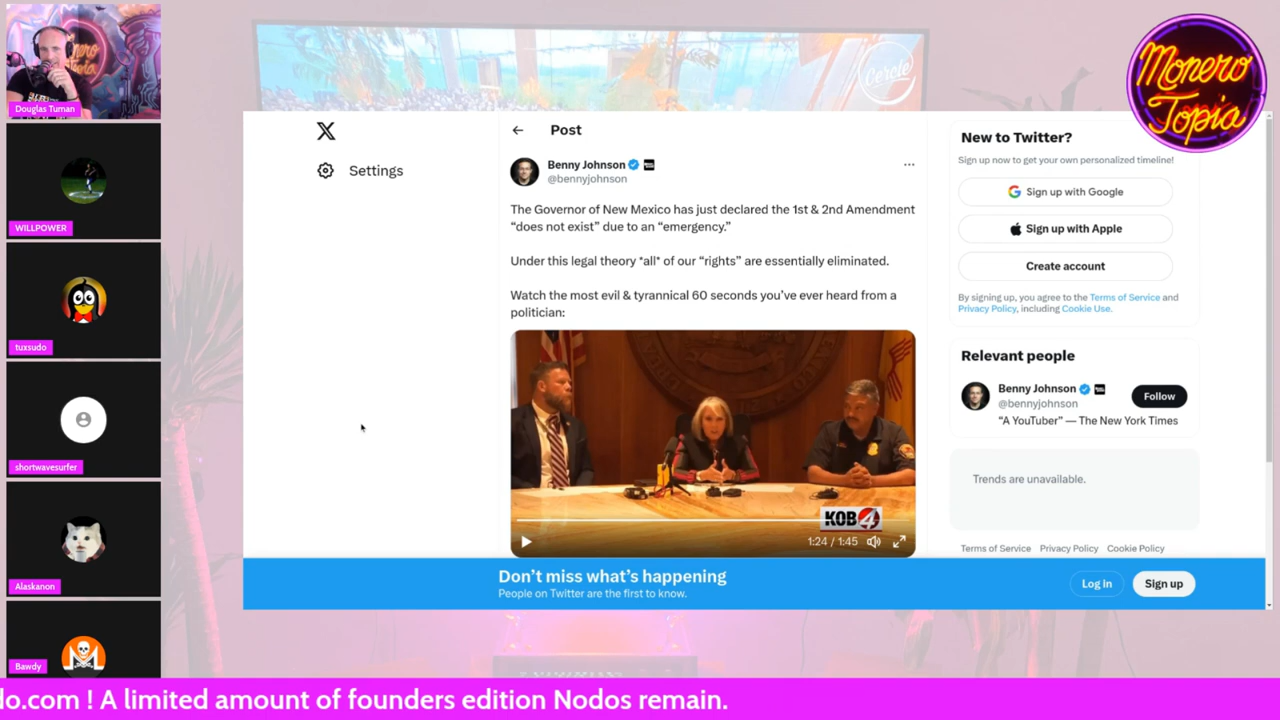 Douglas Tuman
WILLPOWER
tuxsudo
shortwavesurfer
Alaskanon
Bawdy
Cercle
Monero
Topia
X
Settings
Post
Benny Johnson
@bennyjohnson
The Governor of New Mexico has just declared the 1st & 2nd Amendment
“does not exist” due to an “emergency.”
Under this legal theory *all* of our “rights” are essentially eliminated.
Watch the most evil & tyrannical 60 seconds you’ve ever heard from a
politician:
KOB 4
1:24 / 1:45
New to Twitter?
Sign up now to get your own personalized timeline!
Sign up with Google
Sign up with Apple
Create account
By signing up, you agree to the Terms of Service and
Privacy Policy, including Cookie Use.
Relevant people
Benny Johnson
@bennyjohnson
Follow
“A YouTuber” — The New York Times
Trends are unavailable.
Terms of Service Privacy Policy Cookie Policy
Don’t miss what’s happening
People on Twitter are the first to know.
Log in
Sign up
do.com ! A limited amount of founders edition Nodos remain.